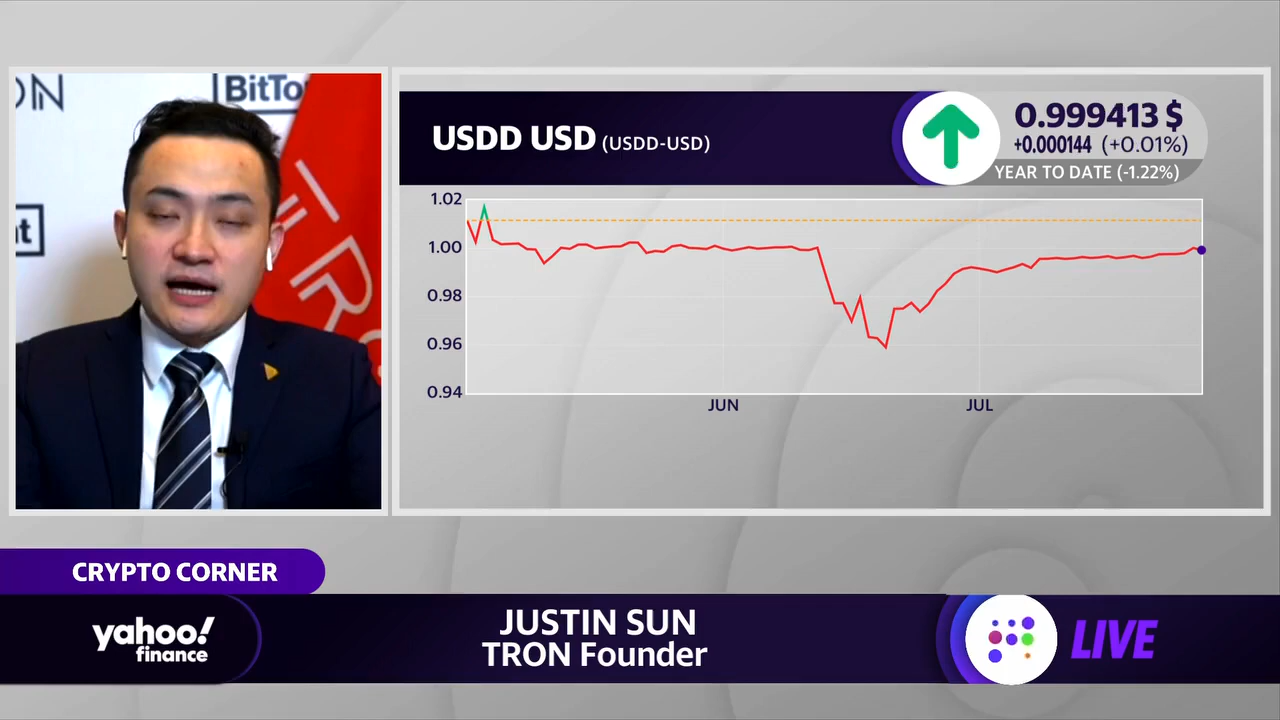 BitTo
USDD USD (USDD-USD)
0.999413 $
+0.000144 (+0.01%)
YEAR TO DATE (-1.22%)
1.02
1.00
0.98
0.96
0.94
JUN
JUL
CRYPTO CORNER
yahoo!
finance
JUSTIN SUN
TRON Founder
LIVE